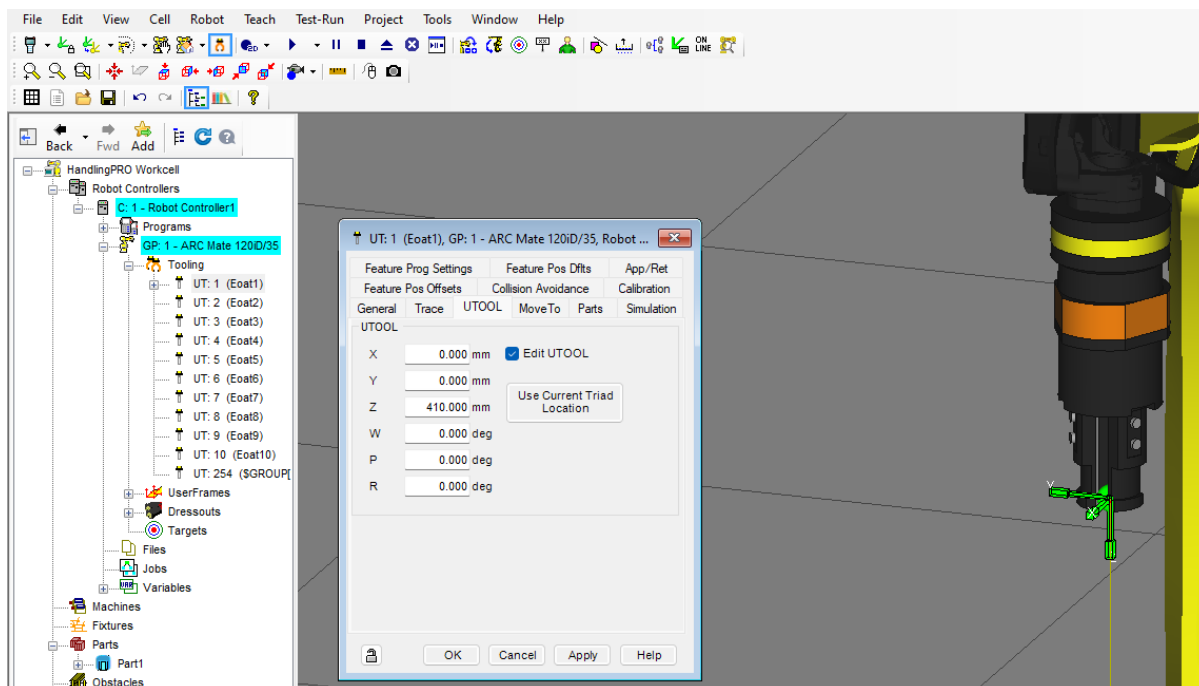 File Edit View Cell Robot Teach Test-Run Project Tools Window Help
2D
ON
LINE
Back Fwd Add
HandlingPRO Workcell
Robot Controllers
C: 1 - Robot Controller1
Programs
GP: 1 - ARC Mate 120iD/35
Tooling
UT: 1 (Eoat1)
UT: 2 (Eoat2)
UT: 3 (Eoat3)
UT: 4 (Eoat4)
UT: 5 (Eoat5)
UT: 6 (Eoat6)
UT: 7 (Eoat7)
UT: 8 (Eoat8)
UT: 9 (Eoat9)
UT: 10 (Eoat10)
UT: 254 ($GROUP[
UserFrames
Dressouts
Targets
Files
Jobs
Variables
Machines
Fixtures
Parts
Part1
Obstacles
UT: 1 (Eoat1), GP: 1 - ARC Mate 120iD/35, Robot ...
Feature Prog Settings Feature Pos Dflts App/Ret
Feature Pos Offsets Collision Avoidance Calibration
General Trace UTOOL MoveTo Parts Simulation
UTOOL
X 0.000 mm Edit UTOOL
Y 0.000 mm
Use Current Triad
Location
Z 410.000 mm
W 0.000 deg
P 0.000 deg
R 0.000 deg
OK Cancel Apply Help
Y
X